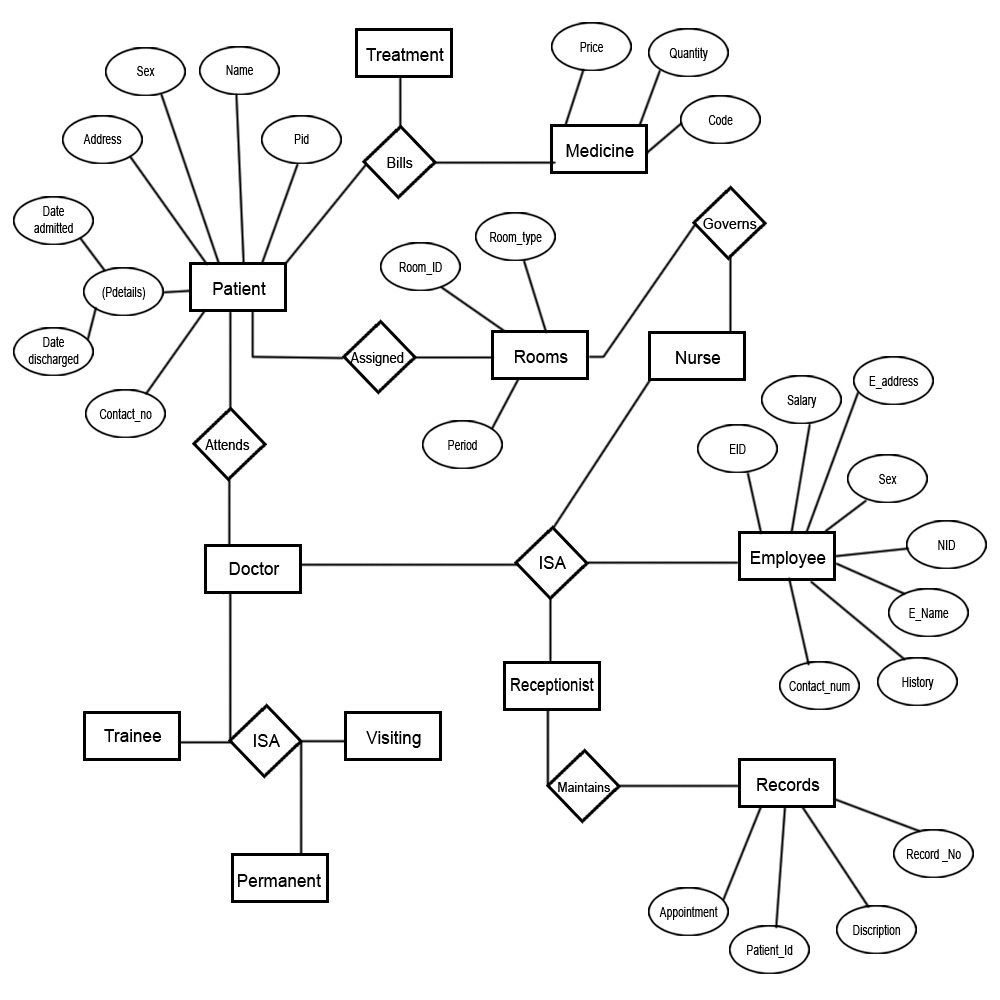 Treatment
Price
Quantity
Code
Medicine
Sex
Name
Address
Pid
Bills
Date
admitted
(Pdetails)
Date
discharged
Patient
Contact_no
Room_ID
Room_type
Governs
Assigned
Rooms
Nurse
Period
Attends
E_address
Salary
EID
Sex
NID
E_Name
History
Contact_num
Employee
ISA
Doctor
Receptionist
Trainee
ISA
Visiting
Permanent
Maintains
Records
Record _No
Appointment
Patient_Id
Discription